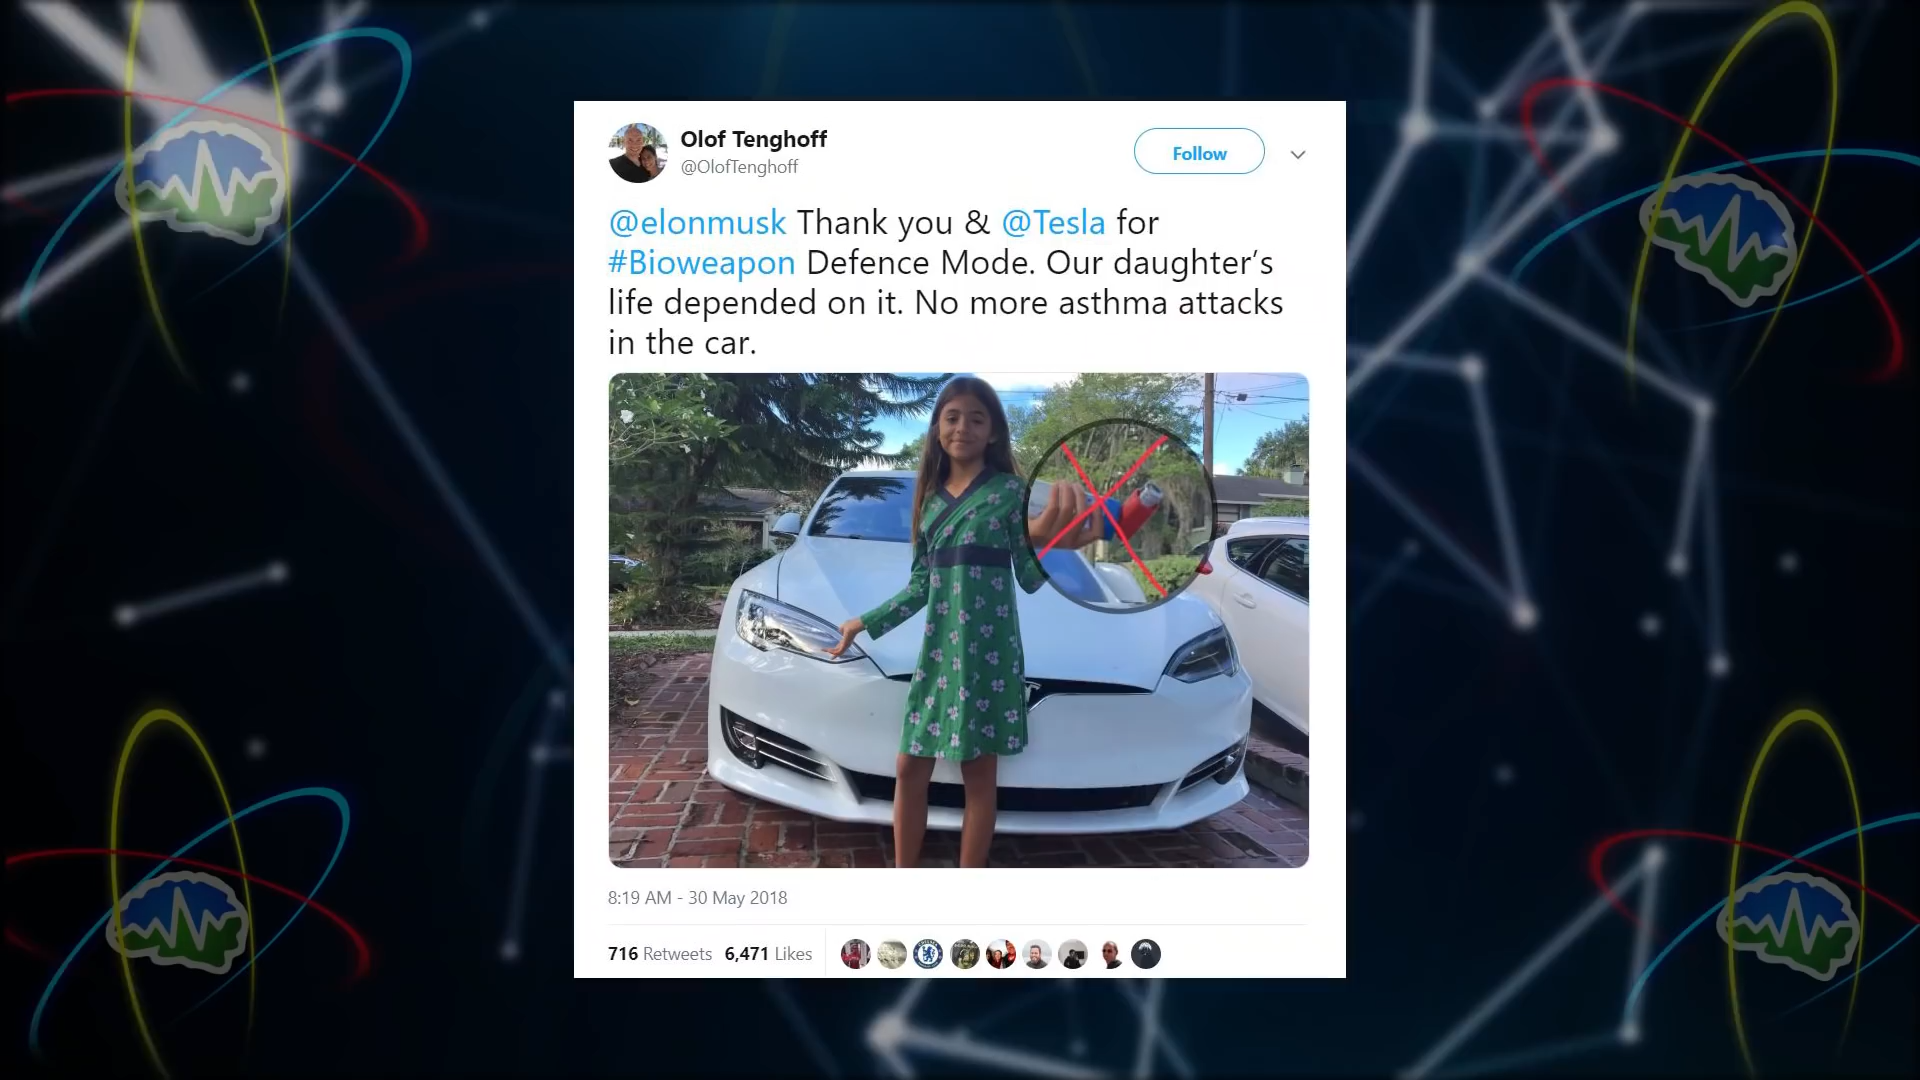 Olof Tenghoff
@OlofTenghoff
Follow
@elonmusk Thank you & @Tesla for
#Bioweapon Defence Mode. Our daughter’s
life depended on it. No more asthma attacks
in the car.
8:19 AM - 30 May 2018
716 Retweets 6,471 Likes